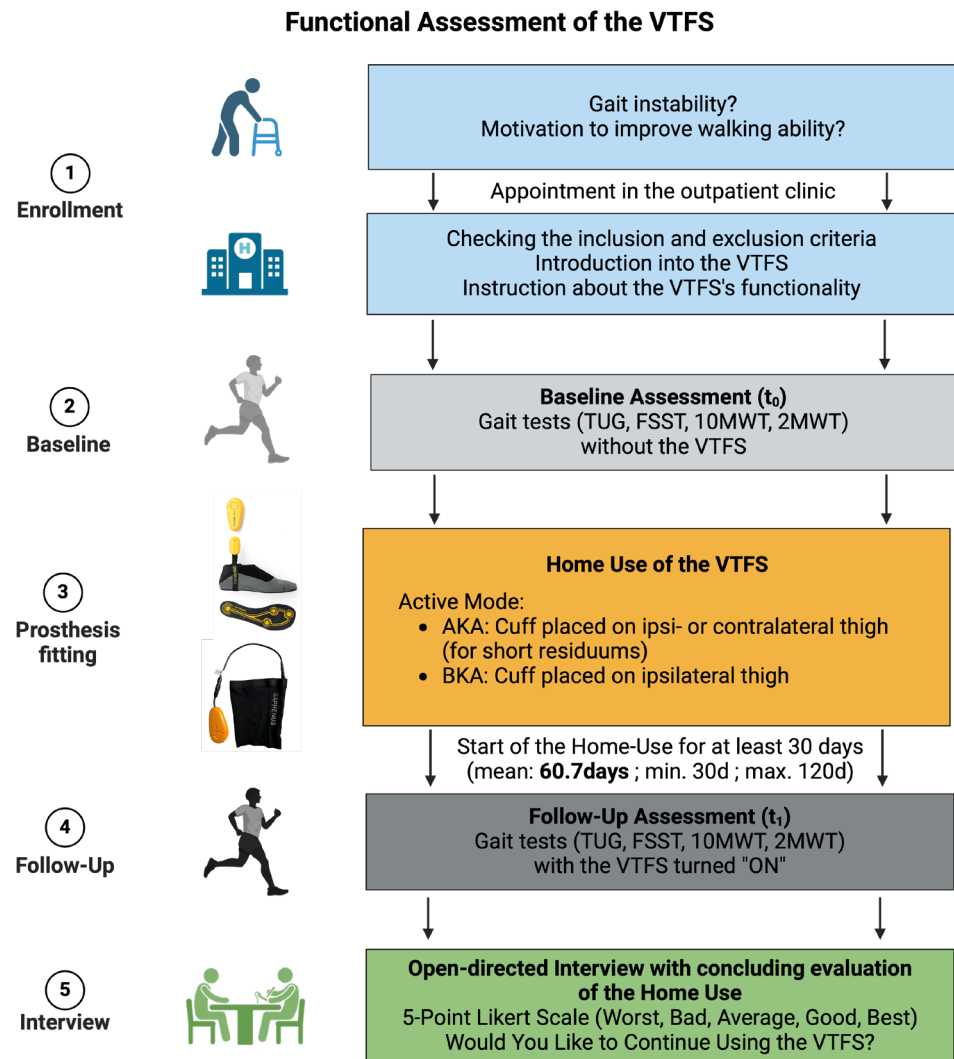 Functional Assessment of the VTFS
1
Enrollment
Gait instability?
Motivation to improve walking ability?
Appointment in the outpatient clinic
H
Checking the inclusion and exclusion criteria
Introduction into the VTFS
Instruction about the VTFS's functionality
2
Baseline
Baseline Assessment (t₀)
Gait tests (TUG, FSST, 10MWT, 2MWT)
without the VTFS
3
Prosthesis
fitting
SAPHENUS
Home Use of the VTFS
Active Mode:
• AKA: Cuff placed on ipsi- or contralateral thigh
(for short residuums)
• BKA: Cuff placed on ipsilateral thigh
Start of the Home-Use for at least 30 days
(mean: 60.7days ; min. 30d ; max. 120d)
4
Follow-Up
Follow-Up Assessment (t₁)
Gait tests (TUG, FSST, 10MWT, 2MWT)
with the VTFS turned "ON"
5
Interview
Open-directed Interview with concluding evaluation
of the Home Use
5-Point Likert Scale (Worst, Bad, Average, Good, Best)
Would You Like to Continue Using the VTFS?